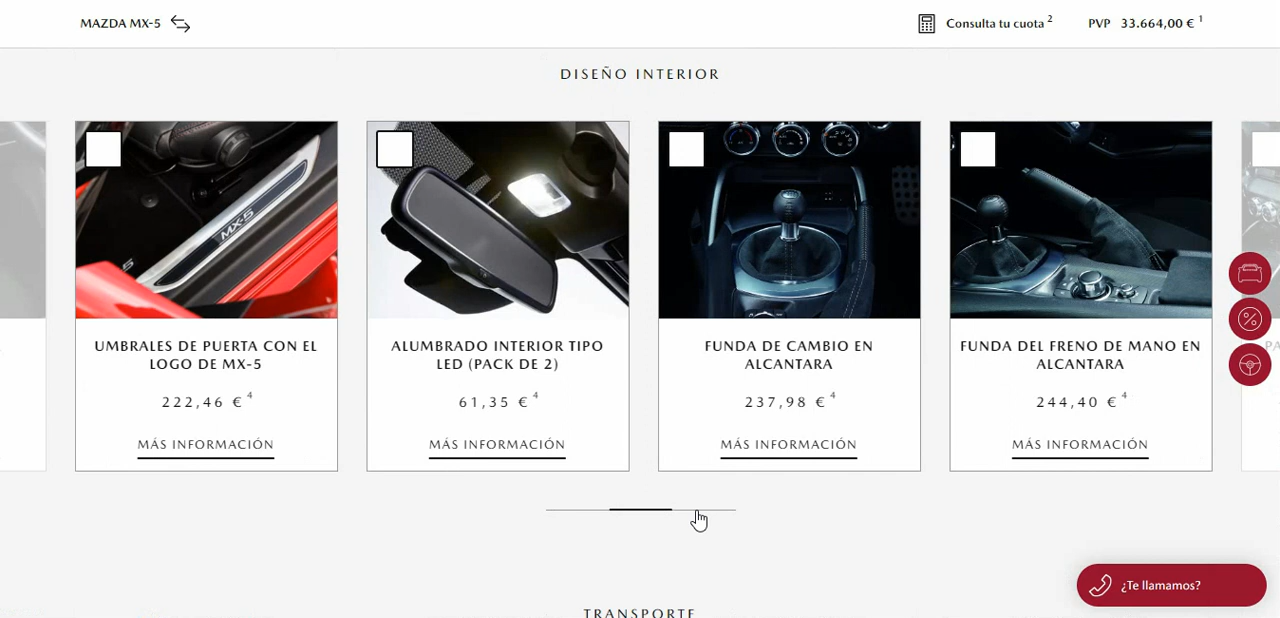 MAZDA MX-5
Consulta tu cuota 2
PVP 33.664,00 € 1
DISEÑO INTERIOR
MX-5
UMBRALES DE PUERTA CON EL
LOGO DE MX-5
222,46 € 4
MÁS INFORMACIÓN
ALUMBRADO INTERIOR TIPO
LED (PACK DE 2)
61,35 € 4
MÁS INFORMACIÓN
FUNDA DE CAMBIO EN
ALCANTARA
237,98 € 4
MÁS INFORMACIÓN
FUNDA DEL FRENO DE MANO EN
ALCANTARA
244,40 € 4
MÁS INFORMACIÓN
¿Te llamamos?
TRANSPORTE